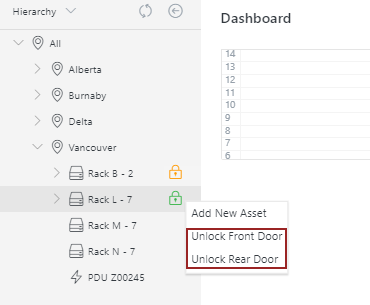 Hierarchy
All
Alberta
Burnaby
Delta
Vancouver
Rack B - 2
Rack L - 7
Rack M - 7
Rack N - 7
PDU Z00245
Dashboard
14
13
12
11
10
9
8
7
6
Add New Asset
Unlock Front Door
Unlock Rear Door